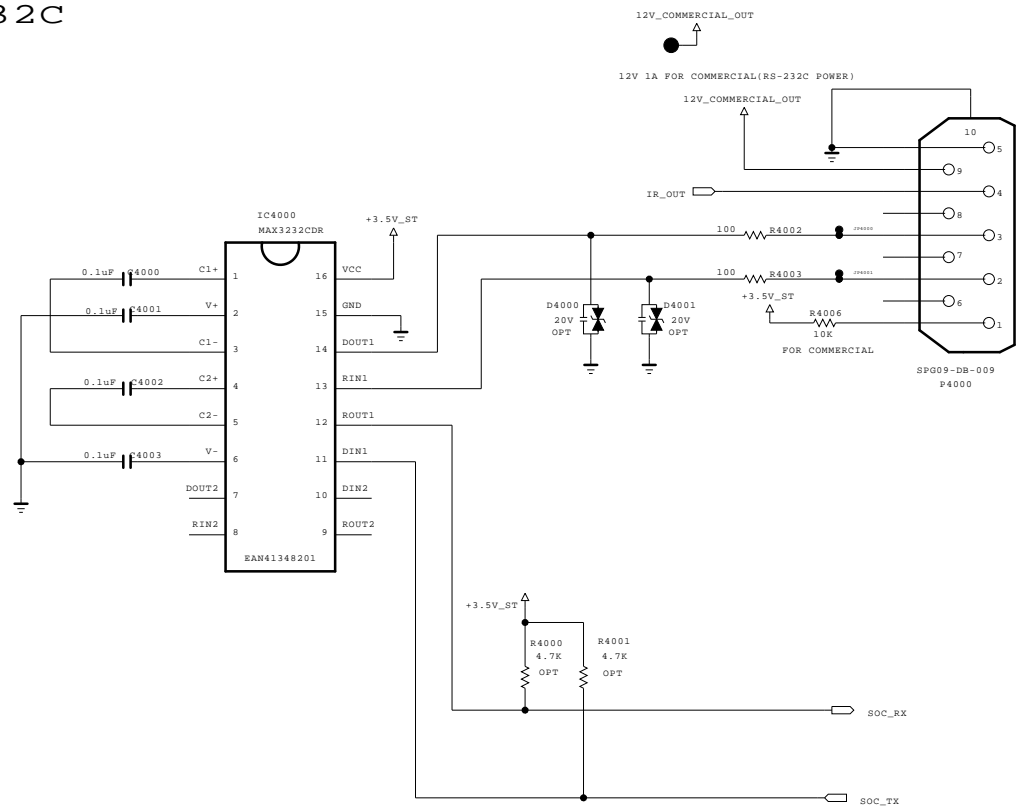 32C
12V_COMMERCIAL_OUT
12V 1A FOR COMMERCIAL(RS-232C POWER)
12V_COMMERCIAL_OUT
10
5
9
IR_OUT
4
8
3
7
2
6
1
100 R4002 JP4000
100 R4003 JP4001
+3.5V_ST
R4006
10K
FOR COMMERCIAL
SPG09-DB-009
P4000
D4000
20V
OPT
D4001
20V
OPT
IC4000
MAX3232CDR
+3.5V_ST
0.1uF C4000 C1+ 1 16 VCC
0.1uF C4001 V+ 2 15 GND
C1- 3 14 DOUT1
0.1uF C4002 C2+ 4 13 RIN1
C2- 5 12 ROUT1
0.1uF C4003 V- 6 11 DIN1
DOUT2 7 10 DIN2
RIN2 8 9 ROUT2
EAN41348201
+3.5V_ST
R4000
4.7K
OPT
R4001
4.7K
OPT
SOC_RX
SOC_TX